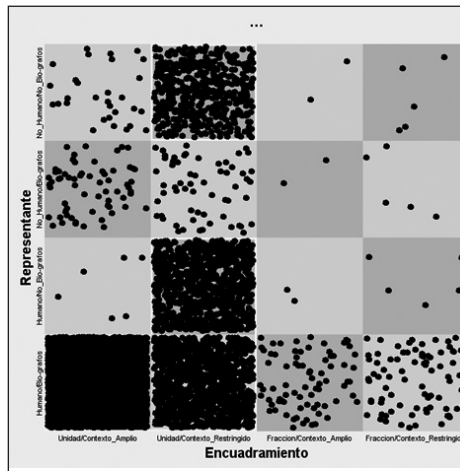 ...
Representante
No_Humano/No_Bio-grafos
No_Humano/Bio-grafos
Humano/No_Bio-grafos
Humano/Bio-grafos
Unidad/Contexto_Amplio
Unidad/Contexto_Restringido
Fraccion/Contexto_Amplio
Fraccion/Contexto_Restringido
Encuadramiento